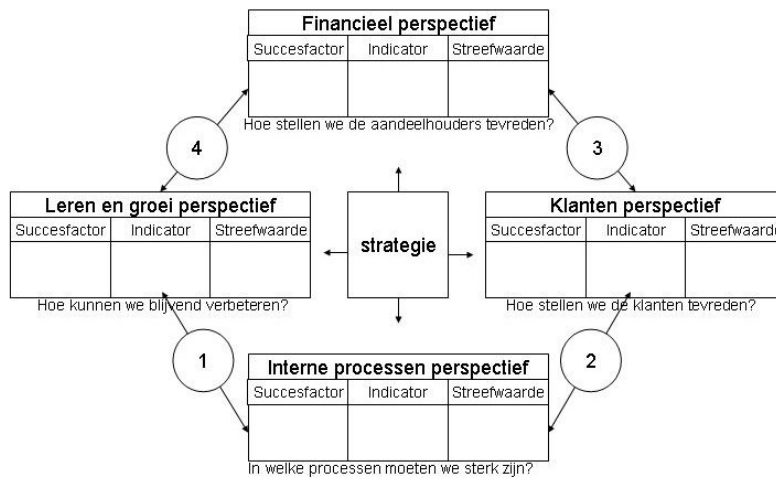 Financieel perspectief
Succesfactor Indicator Streefwaarde
Hoe stellen we de aandeelhouders tevreden?
4
3
Leren en groei perspectief
Succesfactor Indicator Streefwaarde
Hoe kunnen we blijvend verbeteren?
strategie
Klanten perspectief
Succesfactor Indicator Streefwaarde
Hoe stellen we de klanten tevreden?
1
2
Interne processen perspectief
Succesfactor Indicator Streefwaarde
In welke processen moeten we sterk zijn?